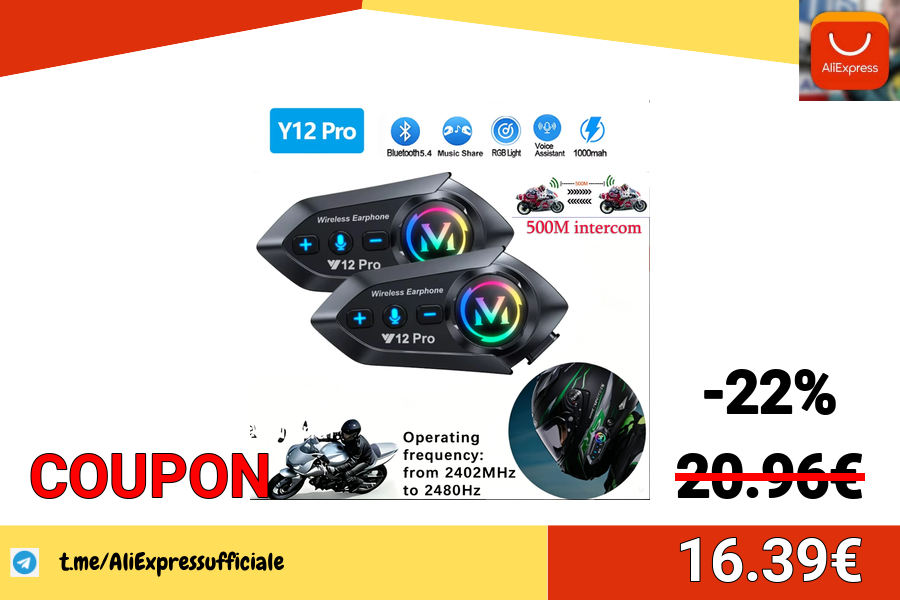 AliExpress
Y12 Pro
Bluetooth5.4 Music Share RGB Light Voice Assistant 1000mah
500M
500M intercom
Wireless Earphone
Y12 Pro
Wireless Earphone
Y12 Pro
-22%
Operating
frequency:
from 2402MHz
to 2480Hz
COUPON
20.96€
t.me/AliExpressufficiale
16.39€